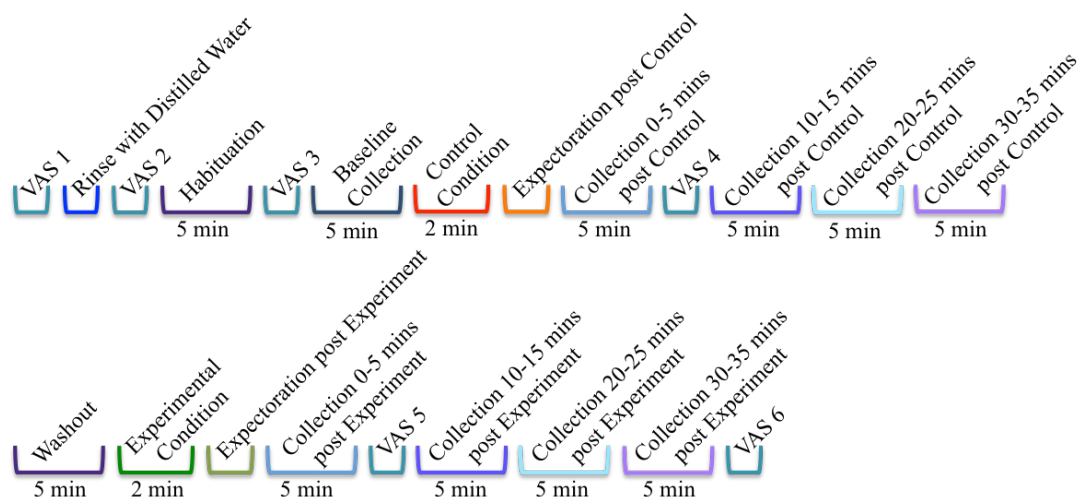 VAS 1
Rinse with Distilled Water
VAS 2
Habituation
VAS 3
Baseline
Collection
Control
Condition
Expectoration post Control
Collection 0-5 mins
post Control
VAS 4
Collection 10-15 mins
post Control
Collection 20-25 mins
post Control
Collection 30-35 mins
post Control
5 min
5 min
2 min
5 min
5 min
5 min
5 min
Washout
Experimental
Condition
Expectoration post Experiment
Collection 0-5 mins
post Experiment
VAS 5
Collection 10-15 mins
post Experiment
Collection 20-25 mins
post Experiment
Collection 30-35 mins
post Experiment
VAS 6
5 min
2 min
5 min
5 min
5 min
5 min